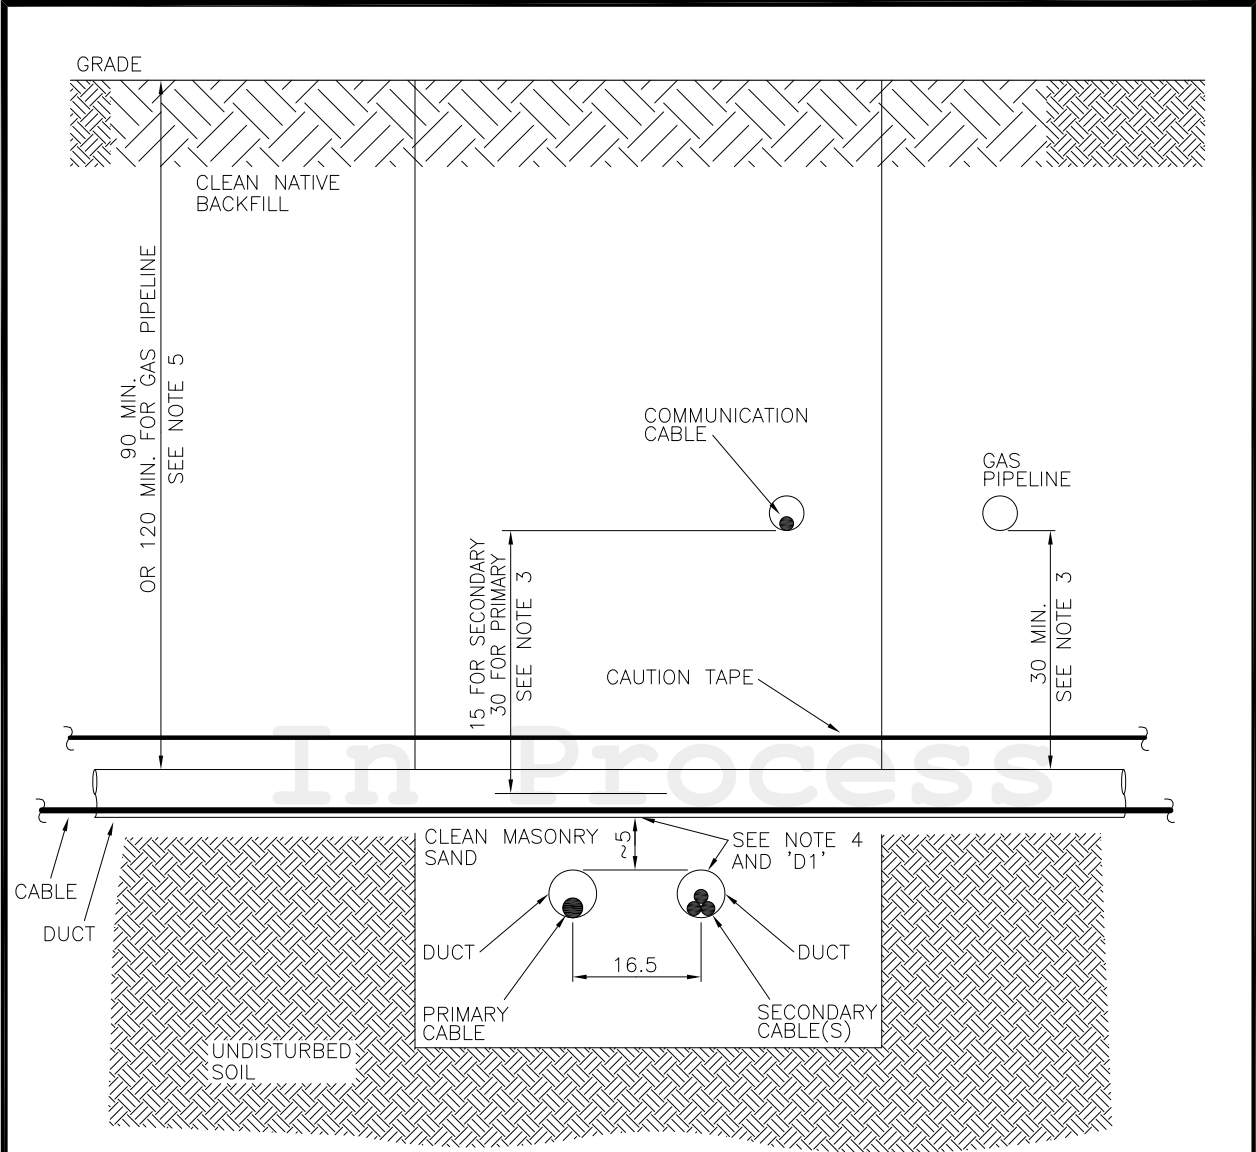 GRADE
CLEAN NATIVE
BACKFILL
90 MIN.
OR 120 MIN. FOR GAS PIPELINE
SEE NOTE 5
COMMUNICATION
CABLE
GAS
PIPELINE
15 FOR SECONDARY
30 FOR PRIMARY
SEE NOTE 3
30 MIN.
SEE NOTE 3
CAUTION TAPE
In Process
CLEAN MASONRY
SAND
~5
SEE NOTE 4
AND 'D1'
CABLE
DUCT
DUCT
DUCT
16.5
PRIMARY
CABLE
SECONDARY
CABLE(S)
UNDISTURBED
SOIL